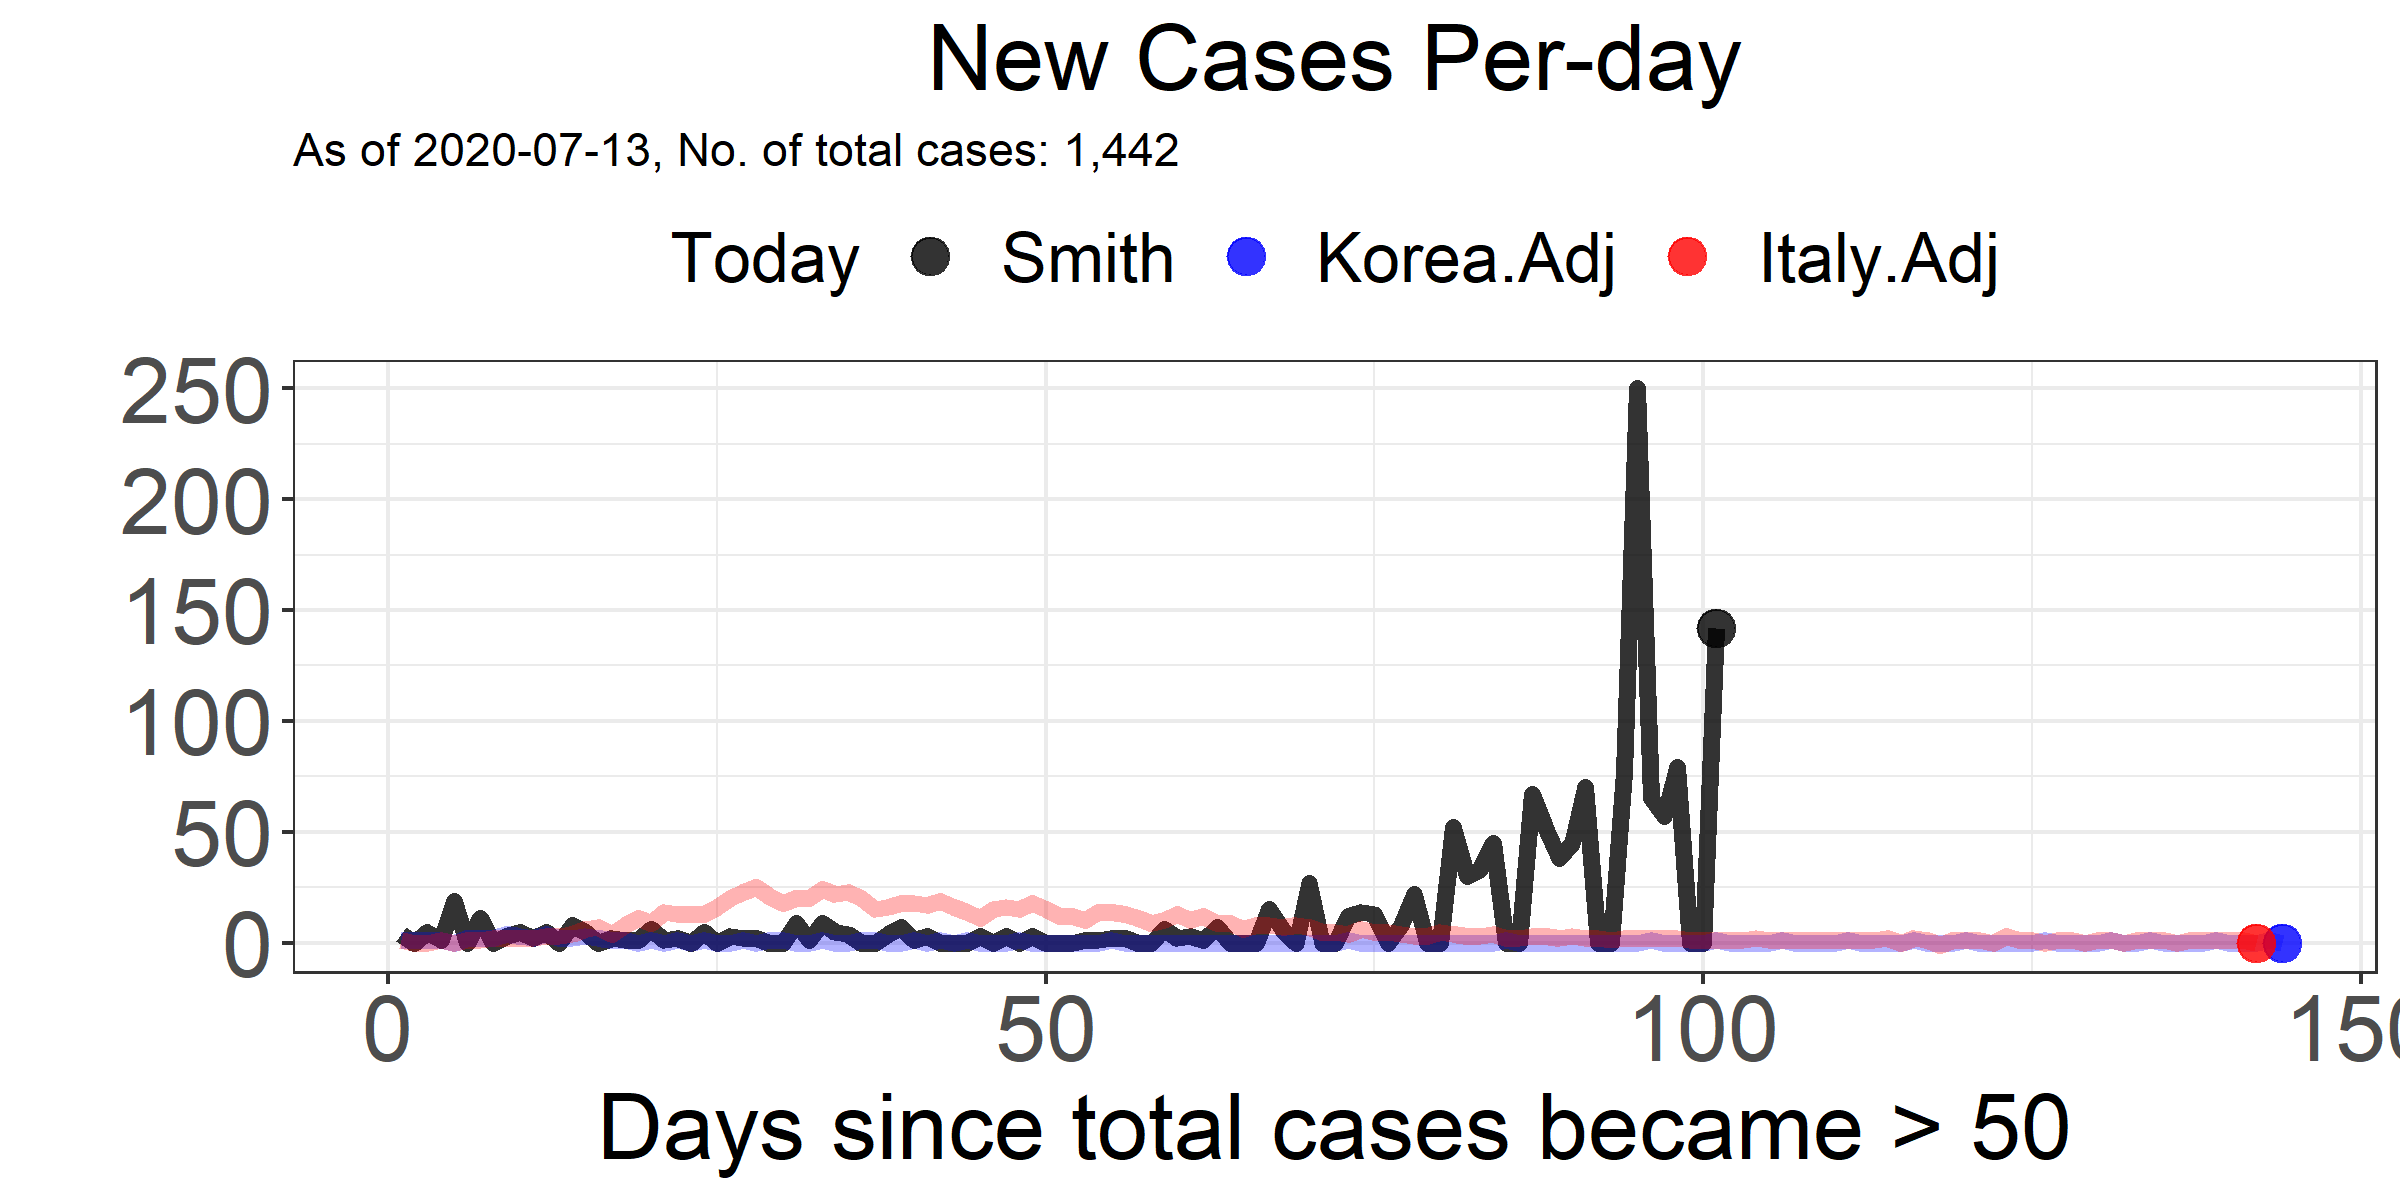 New Cases Per-day
As of 2020-07-13, No. of total cases: 1,442
Today Smith Korea.Adj Italy.Adj
250
200
150
100
50
0
0 50 100 150
Days since total cases became > 50